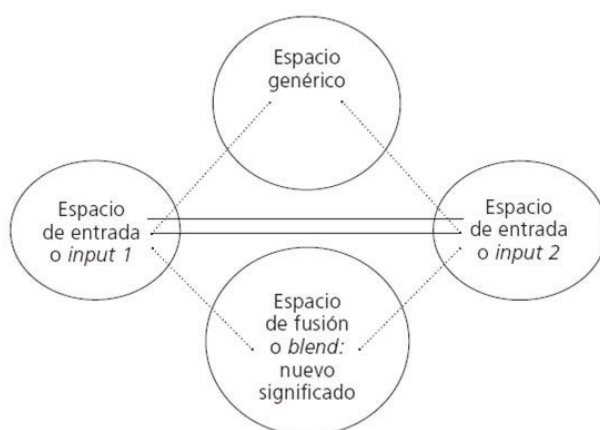 Espacio
genérico
Espacio
de entrada
o input 1
Espacio
de entrada
o input 2
Espacio
de fusión
o blend:
nuevo
significado